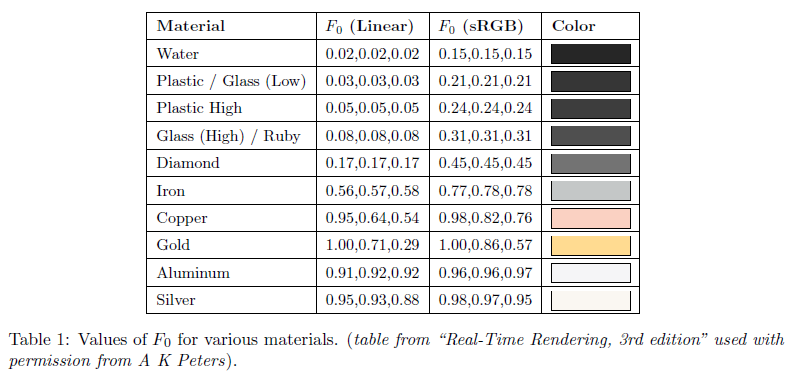 Material F₀ (Linear) F₀ (sRGB) Color
Water 0.02,0.02,0.02 0.15,0.15,0.15
Plastic / Glass (Low) 0.03,0.03,0.03 0.21,0.21,0.21
Plastic High 0.05,0.05,0.05 0.24,0.24,0.24
Glass (High) / Ruby 0.08,0.08,0.08 0.31,0.31,0.31
Diamond 0.17,0.17,0.17 0.45,0.45,0.45
Iron 0.56,0.57,0.58 0.77,0.78,0.78
Copper 0.95,0.64,0.54 0.98,0.82,0.76
Gold 1.00,0.71,0.29 1.00,0.86,0.57
Aluminum 0.91,0.92,0.92 0.96,0.96,0.97
Silver 0.95,0.93,0.88 0.98,0.97,0.95
Table 1: Values of F₀ for various materials. (table from “Real-Time Rendering, 3rd edition” used with
permission from A K Peters).